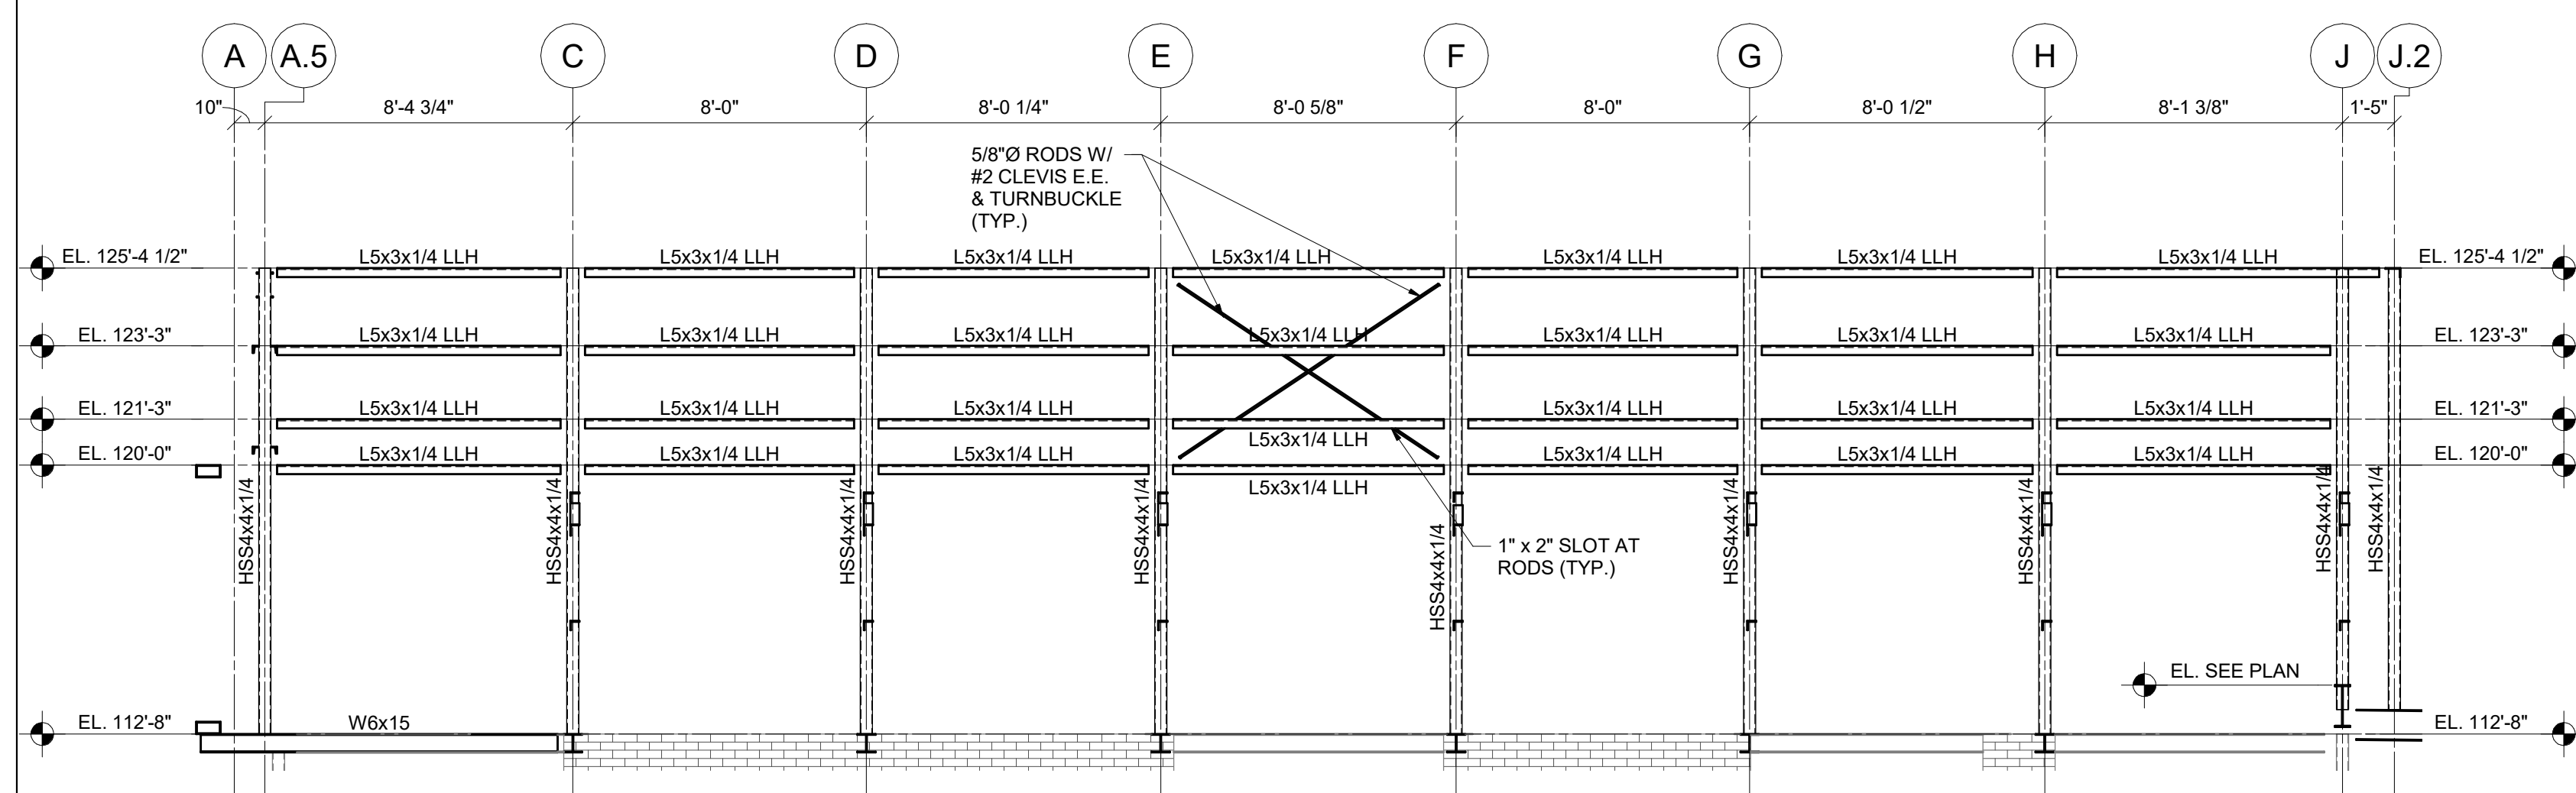 A A.5 C D E F G H J J.2
10" 8'-4 3/4" 8'-0" 8'-0 1/4" 8'-0 5/8" 8'-0" 8'-0 1/2" 8'-1 3/8" 1'-5"
5/8"Ø RODS W/
#2 CLEVIS E.E.
& TURNBUCKLE
(TYP.)
EL. 125'-4 1/2" L5x3x1/4 LLH L5x3x1/4 LLH L5x3x1/4 LLH L5x3x1/4 LLH L5x3x1/4 LLH L5x3x1/4 LLH L5x3x1/4 LLH EL. 125'-4 1/2"
EL. 123'-3" L5x3x1/4 LLH L5x3x1/4 LLH L5x3x1/4 LLH L5x3x1/4 LLH L5x3x1/4 LLH L5x3x1/4 LLH L5x3x1/4 LLH EL. 123'-3"
EL. 121'-3" L5x3x1/4 LLH L5x3x1/4 LLH L5x3x1/4 LLH L5x3x1/4 LLH L5x3x1/4 LLH L5x3x1/4 LLH EL. 121'-3"
L5x3x1/4 LLH
EL. 120'-0" L5x3x1/4 LLH L5x3x1/4 LLH L5x3x1/4 LLH L5x3x1/4 LLH L5x3x1/4 LLH L5x3x1/4 LLH EL. 120'-0"
L5x3x1/4 LLH
HSS4x4x1/4
HSS4x4x1/4
HSS4x4x1/4
HSS4x4x1/4
HSS4x4x1/4
HSS4x4x1/4
HSS4x4x1/4
HSS4x4x1/4
HSS4x4x1/4
1" x 2" SLOT AT
RODS (TYP.)
EL. SEE PLAN
EL. 112'-8" W6x15 EL. 112'-8"